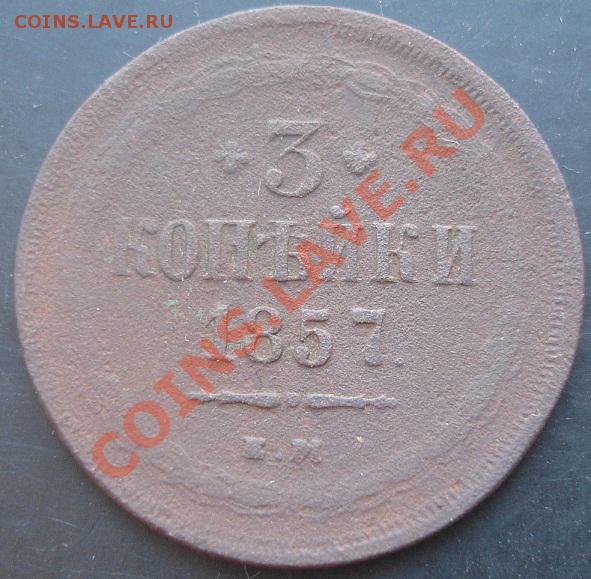 COINS.LAVE.RU
3
КОПѢЙКИ
1857.
Е.М
COINS.LAVE.RU